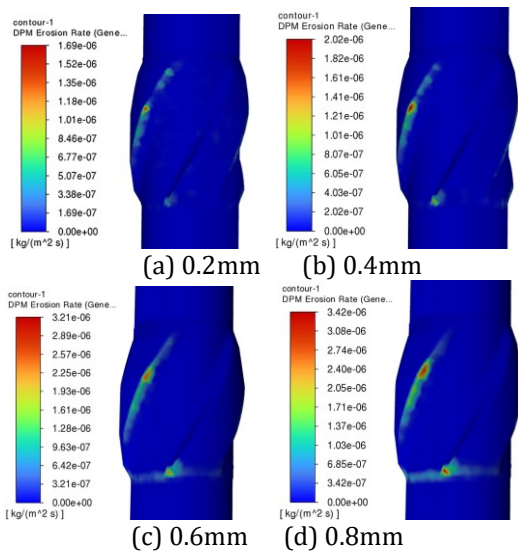 contour-1
DPM Erosion Rate (Gene...
1.69e-06
1.52e-06
1.35e-06
1.18e-06
1.02e-06
8.46e-07
6.77e-07
5.08e-07
3.38e-07
1.69e-07
0.00e+00
[ kg/(m^2 s) ]
(a) 0.2mm
contour-1
DPM Erosion Rate (Gene...
2.02e-06
1.81e-06
1.61e-06
1.41e-06
1.21e-06
1.01e-06
8.06e-07
6.05e-07
4.03e-07
2.02e-07
0.00e+00
[ kg/(m^2 s) ]
(b) 0.4mm
contour-1
DPM Erosion Rate (Gene...
3.21e-06
2.89e-06
2.57e-06
2.25e-06
1.93e-06
1.61e-06
1.28e-06
9.63e-07
6.42e-07
3.21e-07
0.00e+00
[ kg/(m^2 s) ]
(c) 0.6mm
contour-1
DPM Erosion Rate (Gene...
3.42e-06
3.08e-06
2.74e-06
2.40e-06
2.05e-06
1.71e-06
1.37e-06
1.03e-06
6.85e-07
3.42e-07
0.00e+00
[ kg/(m^2 s) ]
(d) 0.8mm